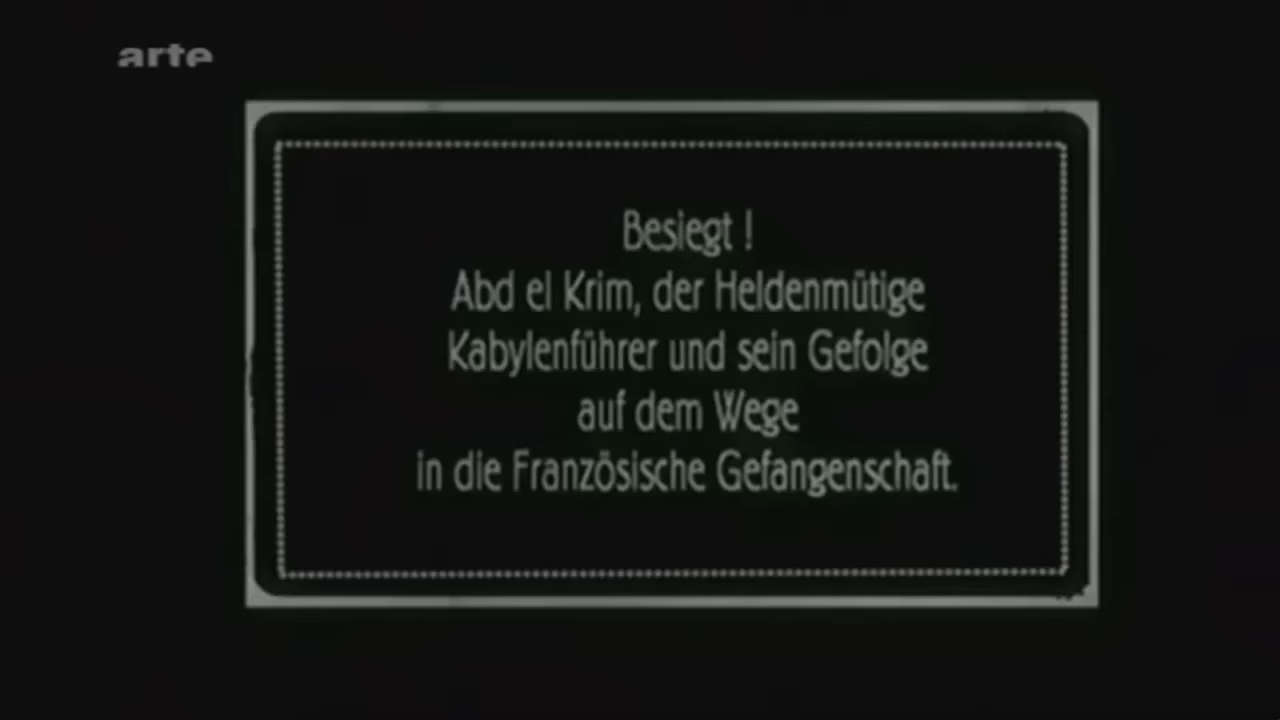 arte
Besiegt !
Abd el Krim, der Heldenmütige
Kabylenführer und sein Gefolge
auf dem Wege
in die Französische Gefangenschaft.